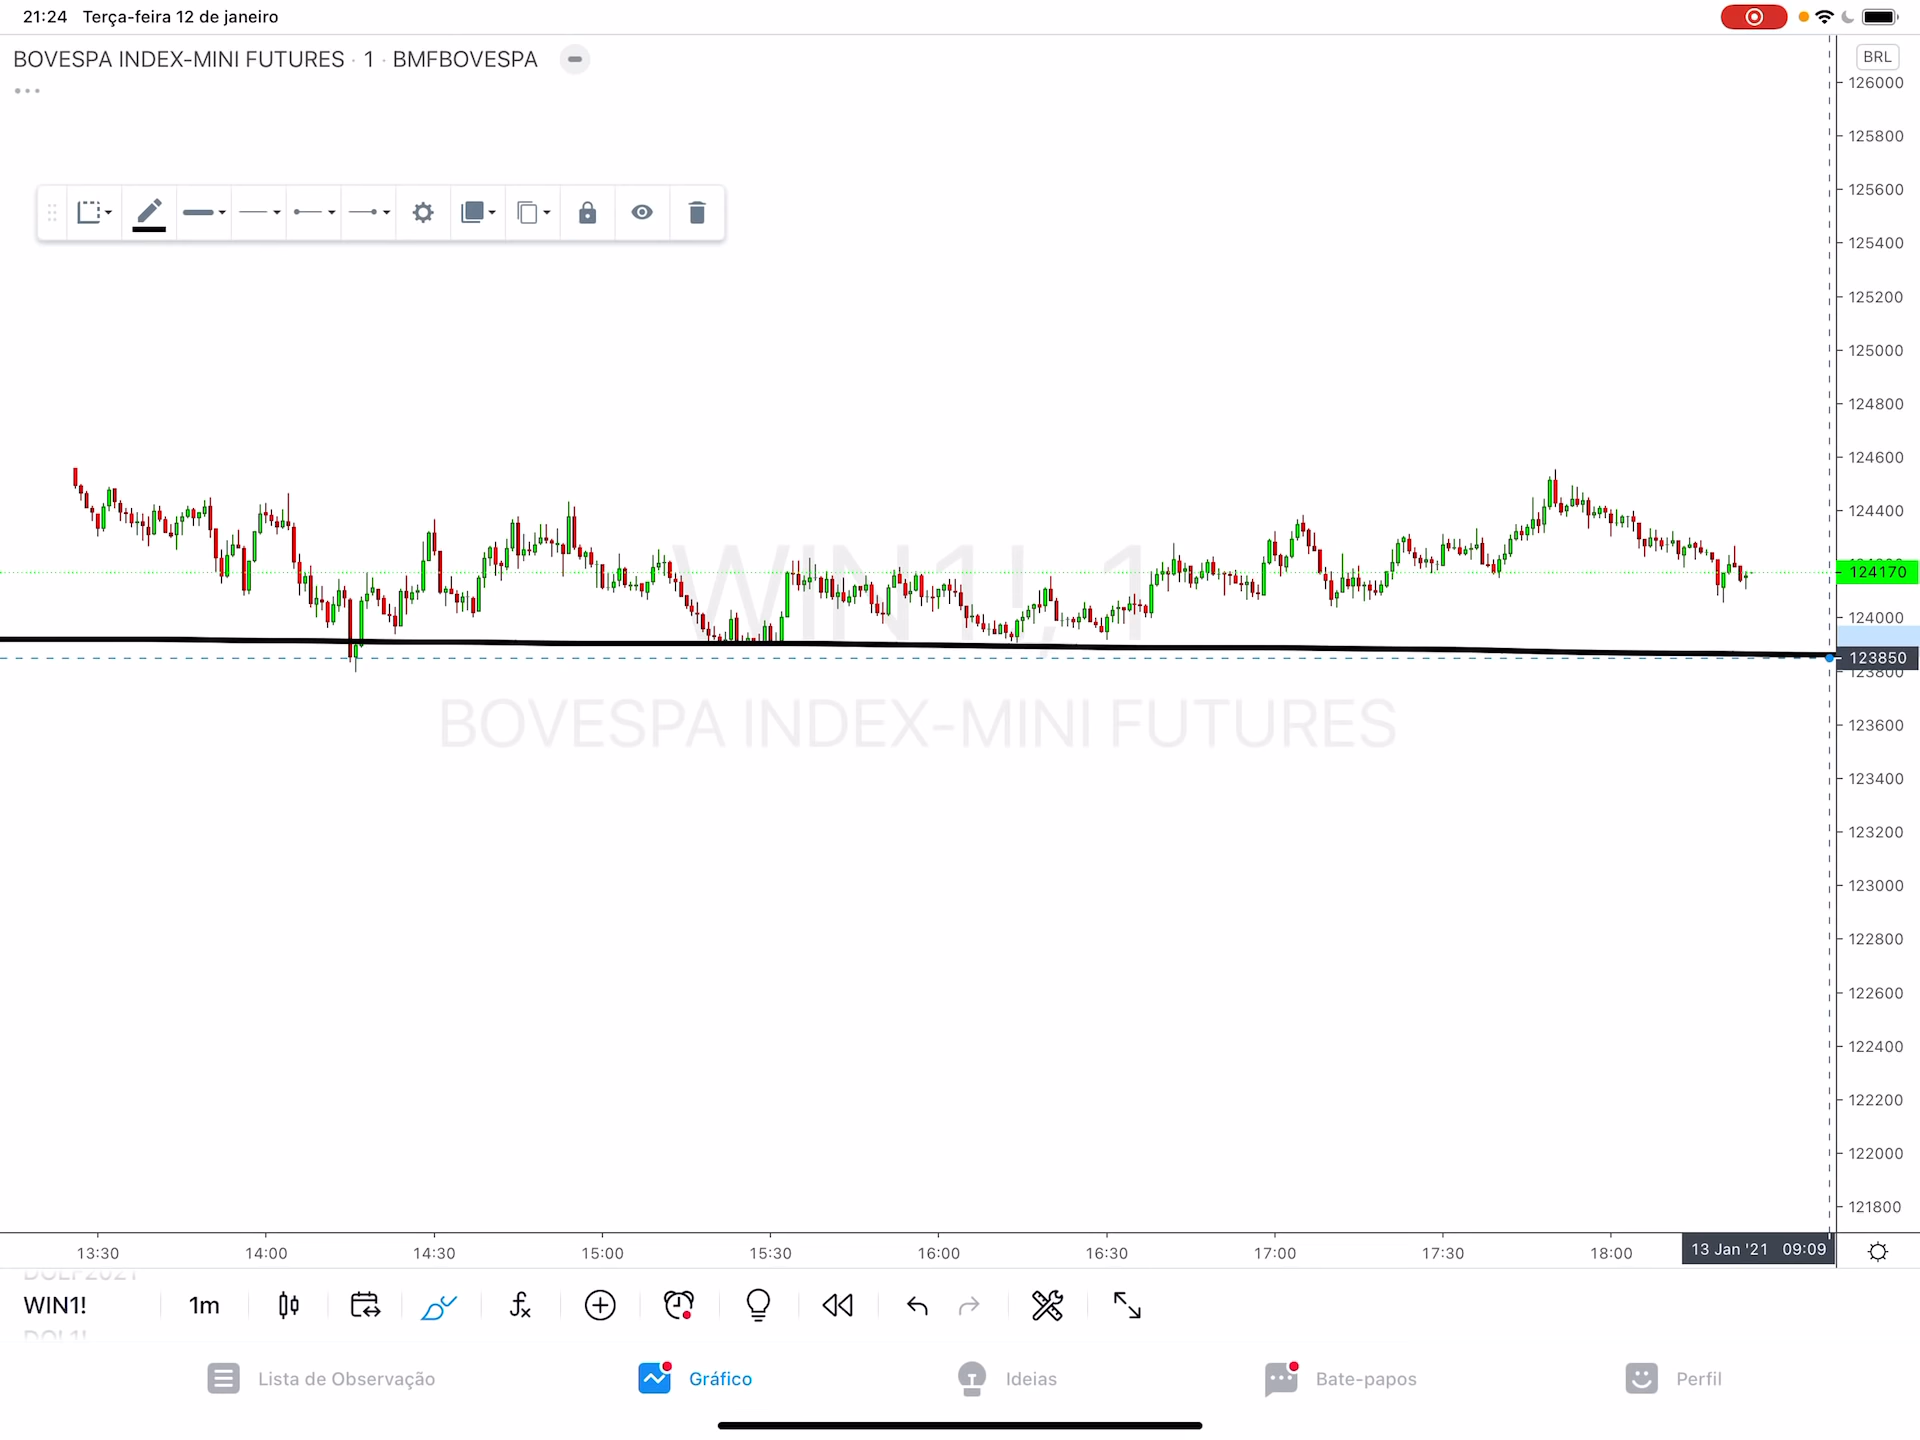 21:24 Terça-feira 12 de janeiro
BOVESPA INDEX-MINI FUTURES · 1 · BMFBOVESPA
BRL
126000
125800
125600
125400
125200
125000
124800
124600
124400
124170
124000
123850
123800
123600
123400
123200
123000
122800
122600
122400
122200
122000
121800
WIN1!, 1
BOVESPA INDEX-MINI FUTURES
13:30 14:00 14:30 15:00 15:30 16:00 16:30 17:00 17:30 18:00 13 Jan '21 09:09
DOLF2021
WIN1! 1m
DOL1!
Lista de Observação Gráfico Ideias Bate-papos Perfil